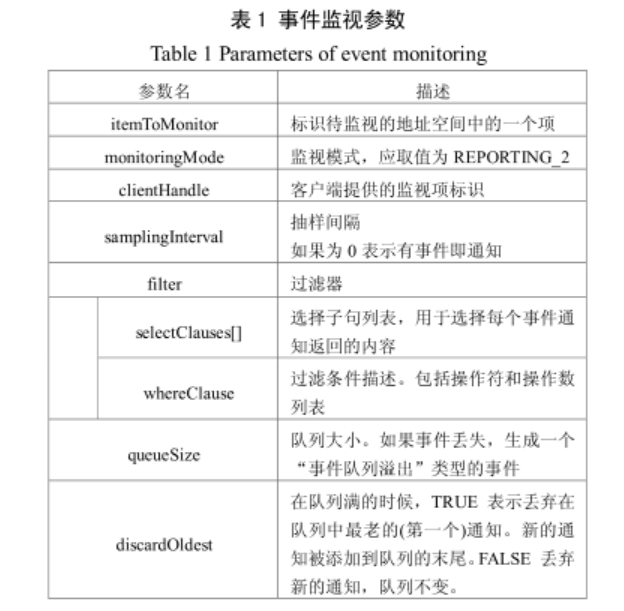 表 1 事件监视参数
Table 1 Parameters of event monitoring
参数名 描述
itemToMonitor 标识待监视的地址空间中的一个项
monitoringMode 监视模式，应取值为 REPORTING_2
clientHandle 客户端提供的监视项标识
samplingInterval 抽样间隔
如果为 0 表示有事件即通知
filter 过滤器
selectClauses[] 选择子句列表，用于选择每个事件通
知返回的内容
whereClause 过滤条件描述。包括操作符和操作数
列表
queueSize 队列大小。如果事件丢失，生成一个
“事件队列溢出”类型的事件
discardOldest 在队列满的时候，TRUE 表示丢弃在
队列中最老的(第一个)通知。新的通
知被添加到队列的末尾。FALSE 丢弃
新的通知，队列不变。